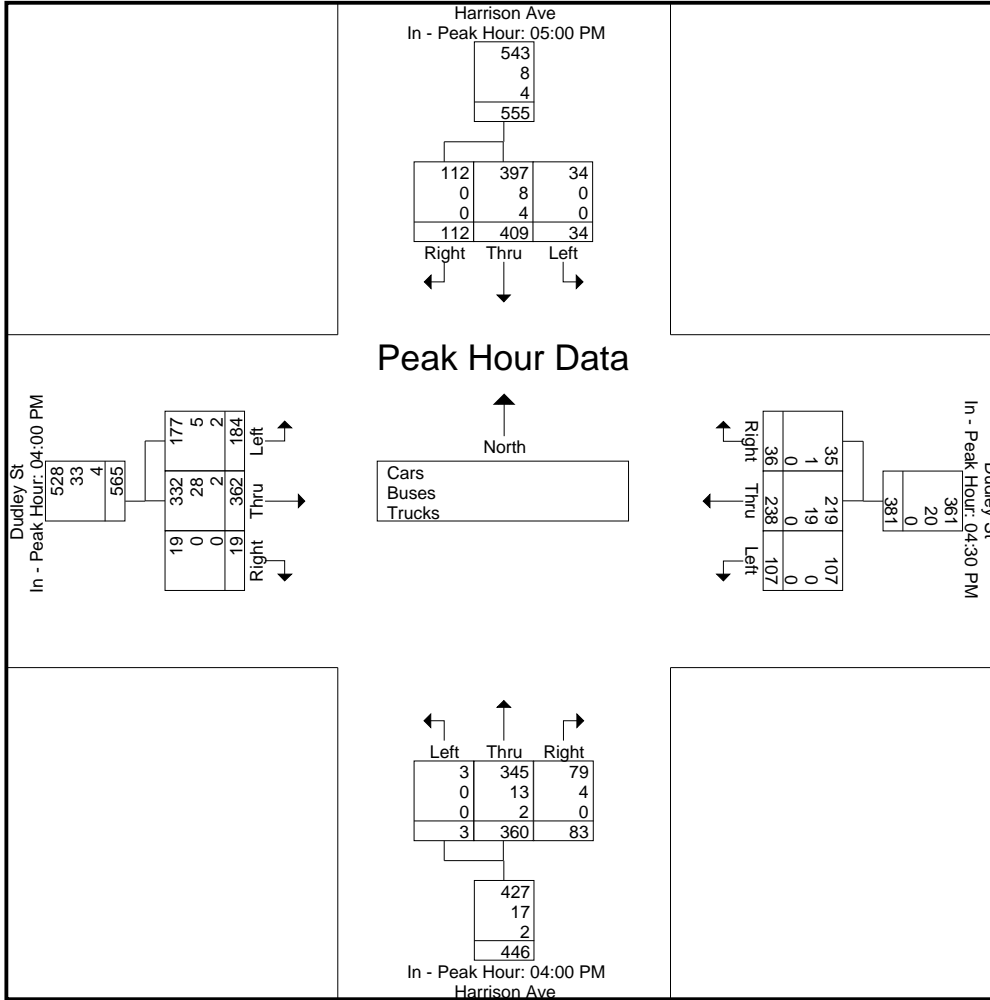 Harrison Ave
In - Peak Hour: 05:00 PM
543
8
4
555
112 397 34
0 8 0
0 4 0
112 409 34
Right Thru Left
Peak Hour Data
North
Cars
Buses
Trucks
Dudley St
In - Peak Hour: 04:00 PM
528
33
4
565
177 5 2 184
332 28 2 362
19 0 0 19
Left
Thru
Right
Dudley St
In - Peak Hour: 04:30 PM
361
20
0
381
35 1 0 36
219 19 0 238
107 0 0 107
Right
Thru
Left
Left Thru Right
3 345 79
0 13 4
0 2 0
3 360 83
427
17
2
446
In - Peak Hour: 04:00 PM
Harrison Ave